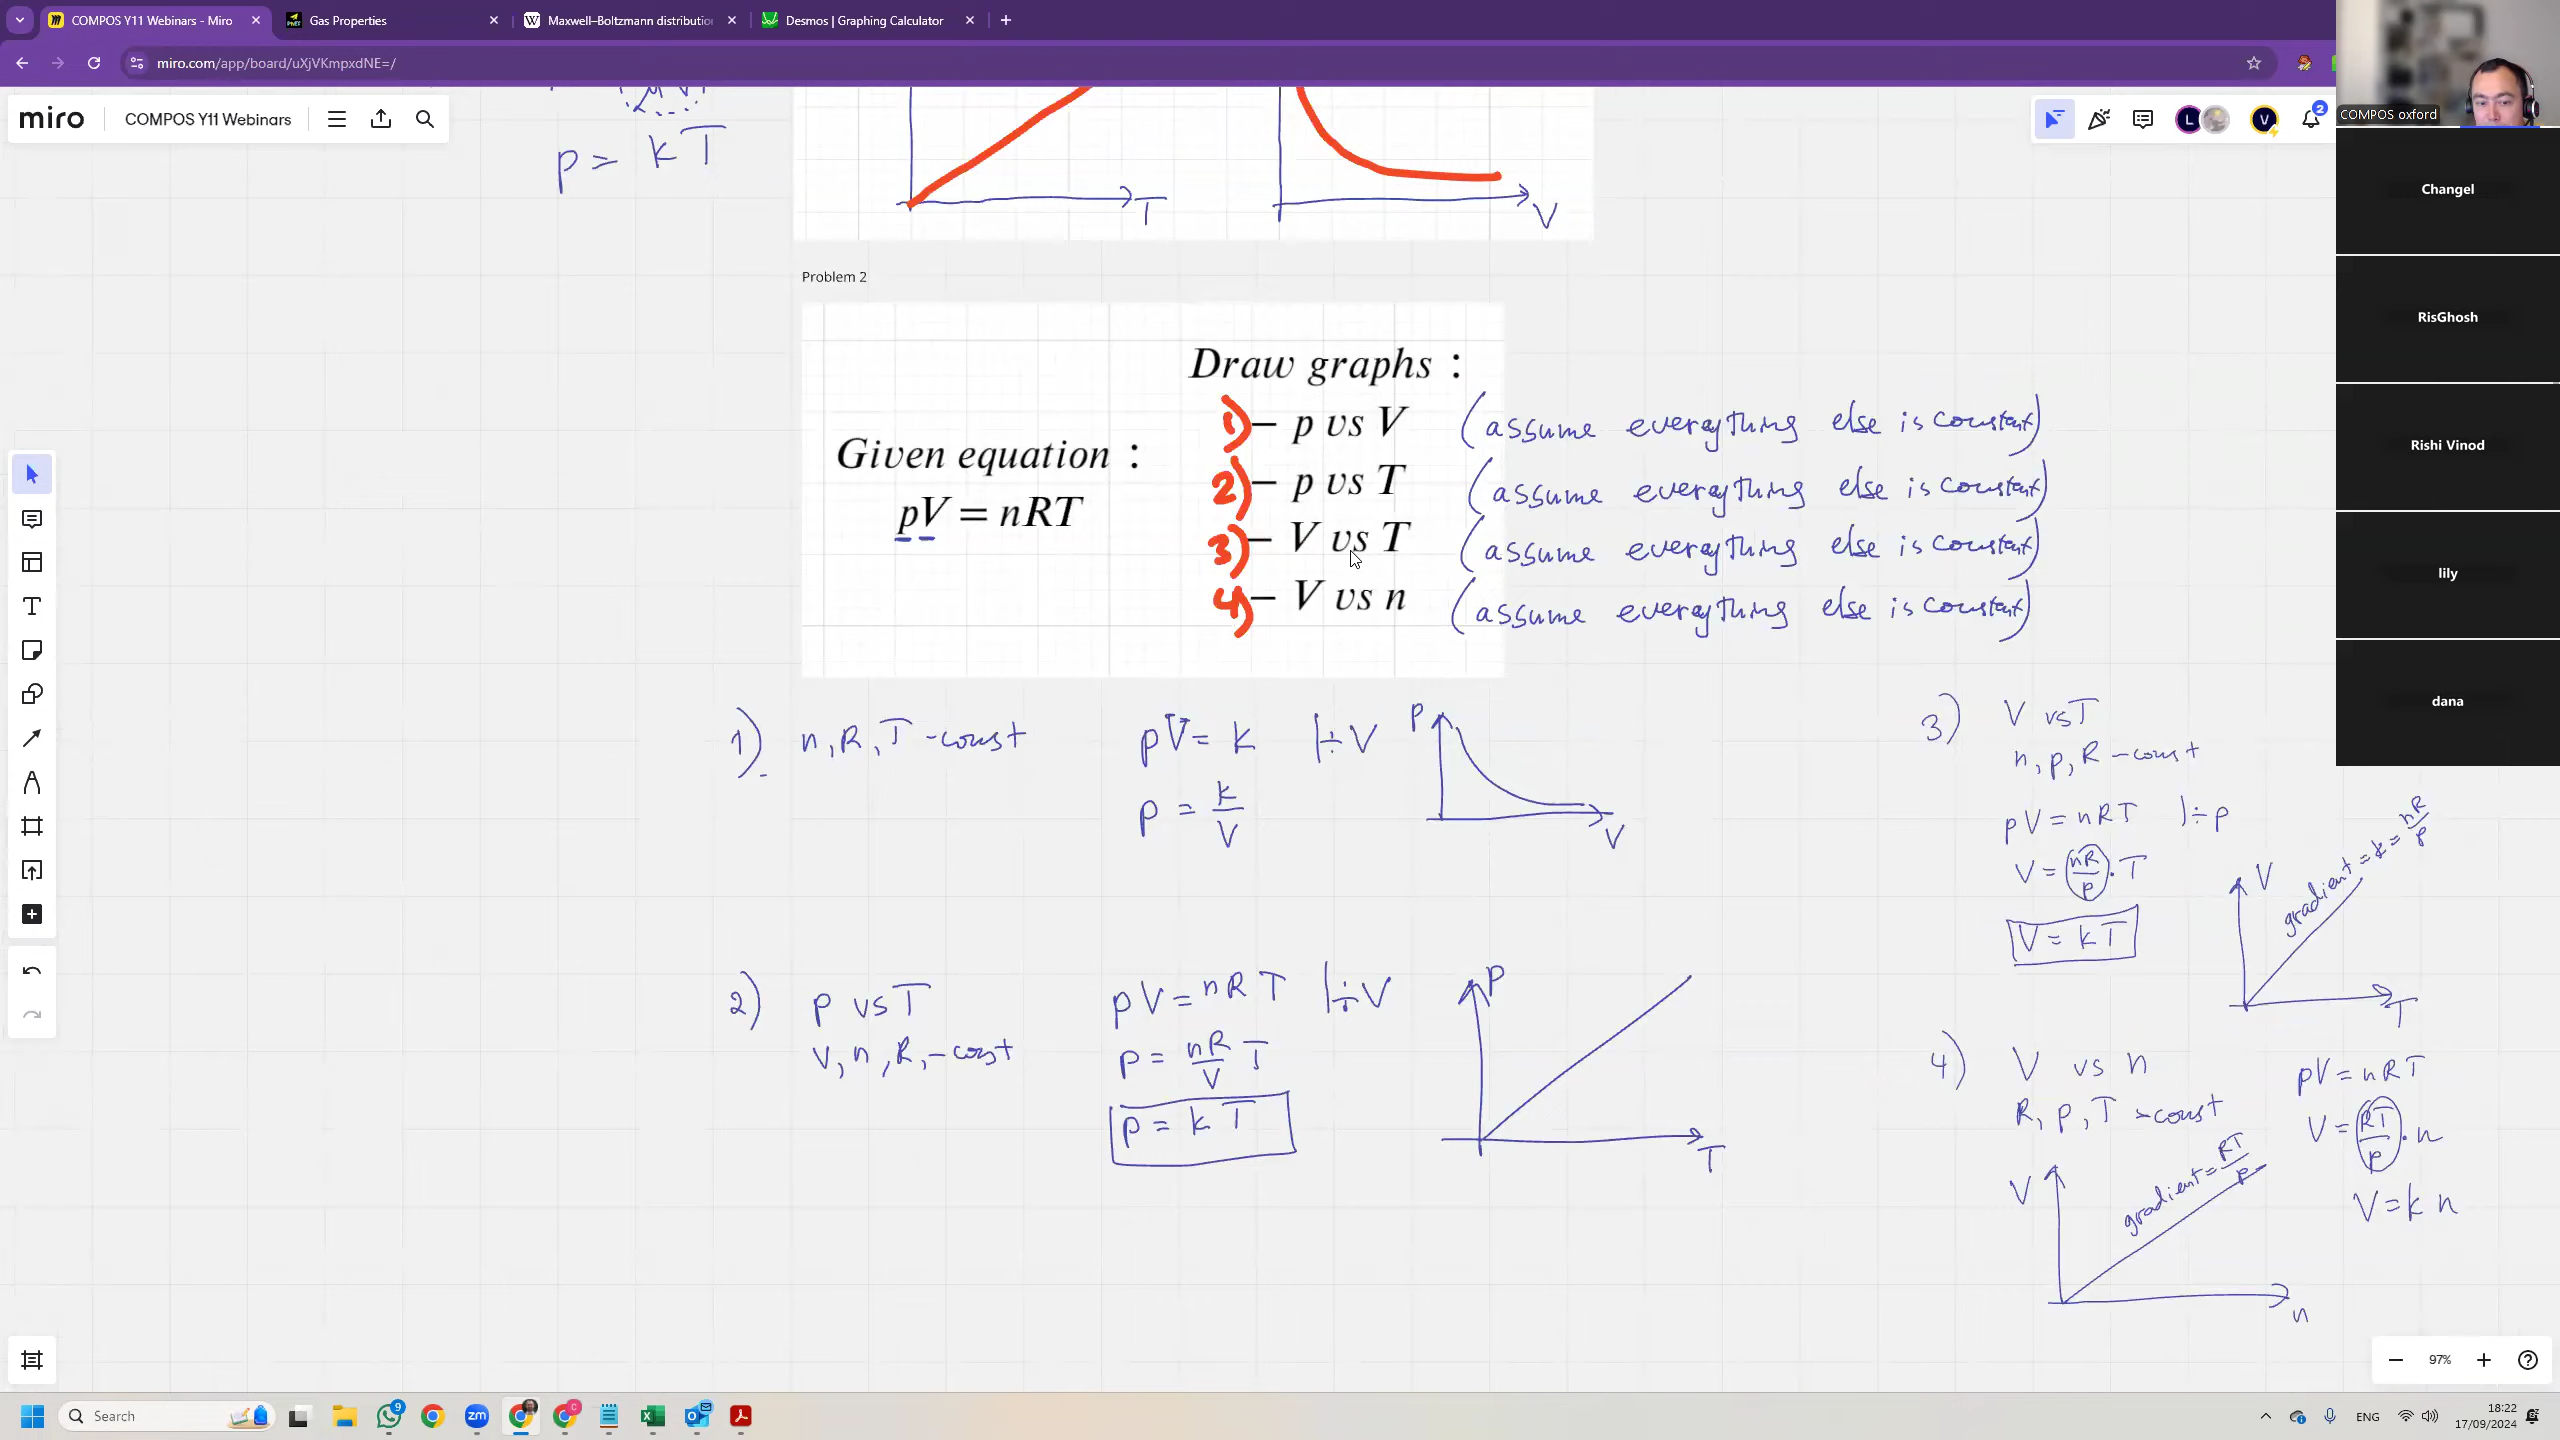 COMPOS Y11 Webinars - Miro
Gas Properties
Maxwell–Boltzmann distributio
Desmos | Graphing Calculator
miro.com/app/board/uXjVKmpxdNE=/
miro
COMPOS Y11 Webinars
L
V
2
COMPOS oxford
Changel
RisGhosh
Rishi Vinod
lily
dana
p = kT
T
V
Problem 2
Given equation :
pV = nRT
Draw graphs :
1) – p vs V (assume everything else is constant)
2) – p vs T (assume everything else is constant)
3) – V vs T (assume everything else is constant)
4) – V vs n (assume everything else is constant)
1) n, R, T - const
pV = k |÷ V
p = k/V
p
V
2) p vs T
V, n, R, - const
pV = nRT |÷ V
p = nR/V T
p = kT
p
T
3) V vs T
n, p, R - const
pV = nRT |÷ p
V = nR/p · T
V = kT
V
gradient = k = nR/p
T
4) V vs n
R, p, T - const
pV = nRT
V = RT/p · n
V = k n
V
gradient = RT/p
n
97%
Search
9
zm
ENG
18:22
17/09/2024